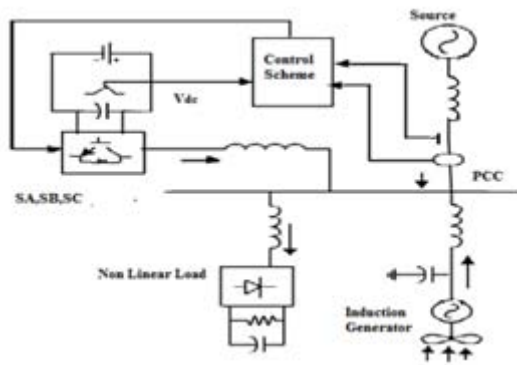 Source
Control
Scheme
Vdc
SA,SB,SC
PCC
Non Linear Load
Induction
Generator